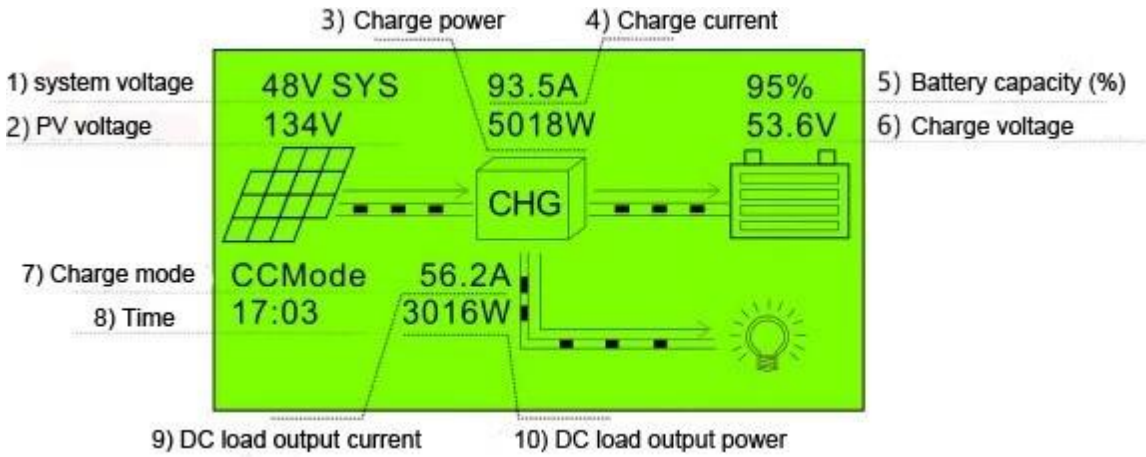 3) Charge power
4) Charge current
1) system voltage
48V SYS
93.5A
95%
5) Battery capacity (%)
2) PV voltage
134V
5018W
53.6V
6) Charge voltage
CHG
7) Charge mode
CCMode
56.2A
8) Time
17:03
3016W
9) DC load output current
10) DC load output power